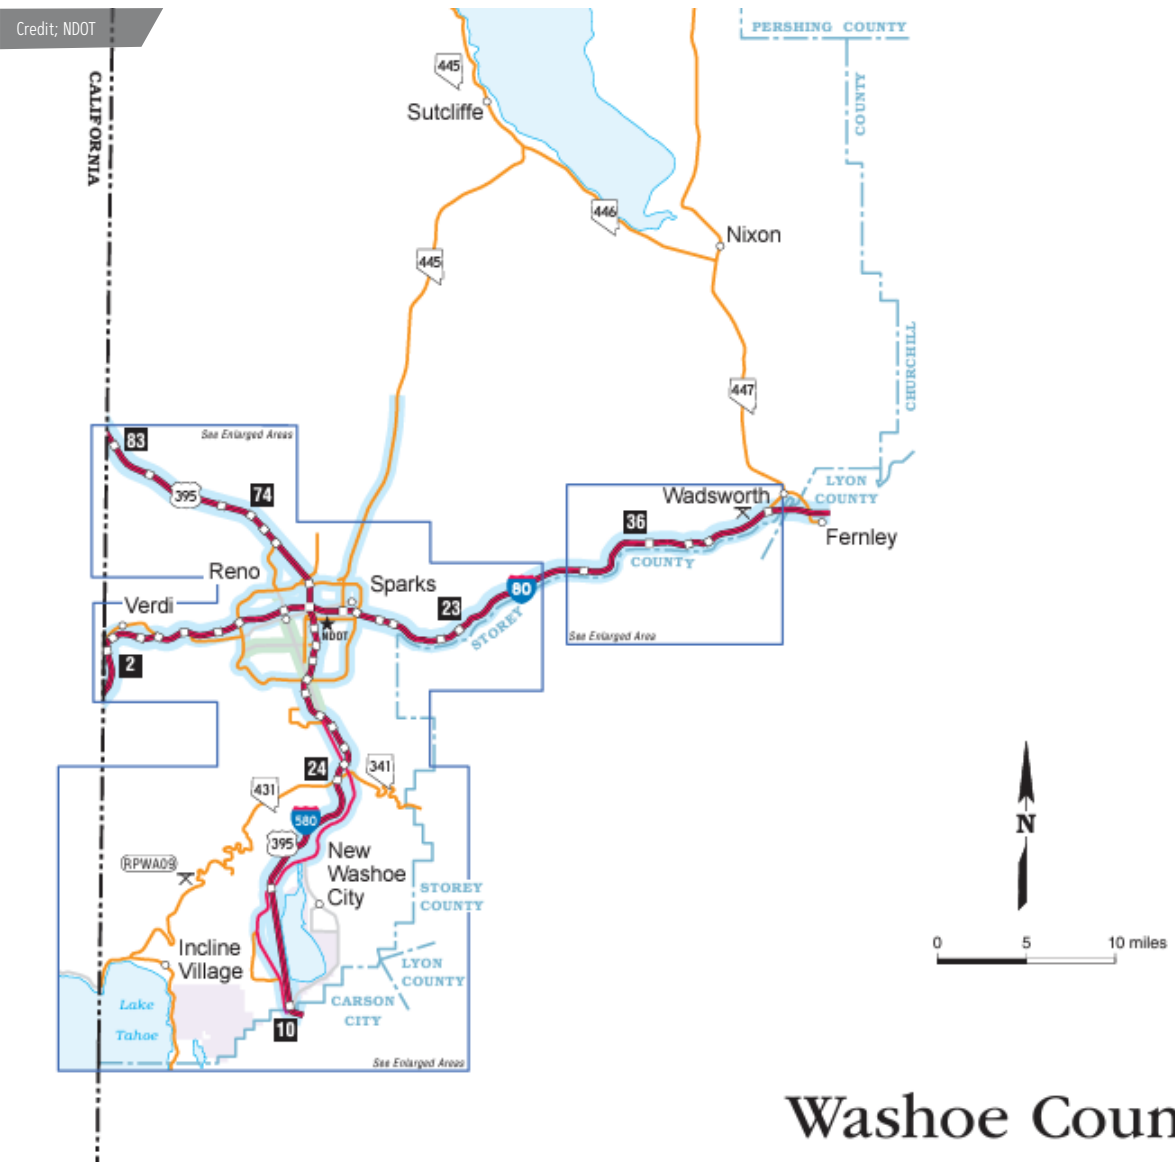 Credit; NDOT
PERSHING COUNTY
CALIFORNIA
445
COUNTY
Sutcliffe
446
Nixon
445
CHURCHILL
447
83
See Enlarged Areas
395
74
LYON
COUNTY
Wadsworth
36
Fernley
COUNTY
Reno
Sparks
80
Verdi
23
STOREY
NDOT
See Enlarged Area
2
24
341
431
580
395
RPWA09
New
Washoe
City
STOREY
COUNTY
Incline
Village
LYON
COUNTY
Lake
Tahoe
CARSON
CITY
10
See Enlarged Areas
N
0 5 10 miles
Washoe Coun